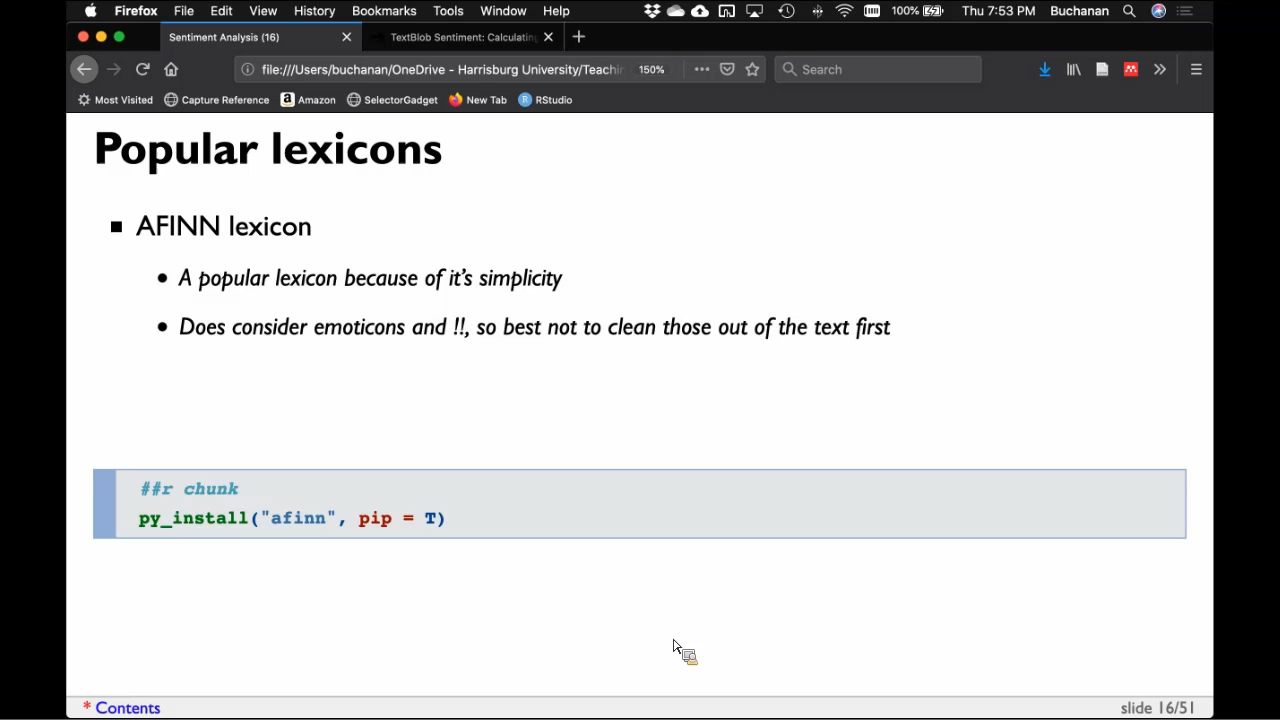 Firefox File Edit View History Bookmarks Tools Window Help 100% Thu 7:53 PM Buchanan
Sentiment Analysis (16) TextBlob Sentiment: Calculating
file:///Users/buchanan/OneDrive - Harrisburg University/Teachin 150% Search
Most Visited Capture Reference Amazon SelectorGadget New Tab RStudio
Popular lexicons
AFINN lexicon
A popular lexicon because of it's simplicity
Does consider emoticons and !!, so best not to clean those out of the text first
##r chunk
py_install("afinn", pip = T)
* Contents
slide 16/51